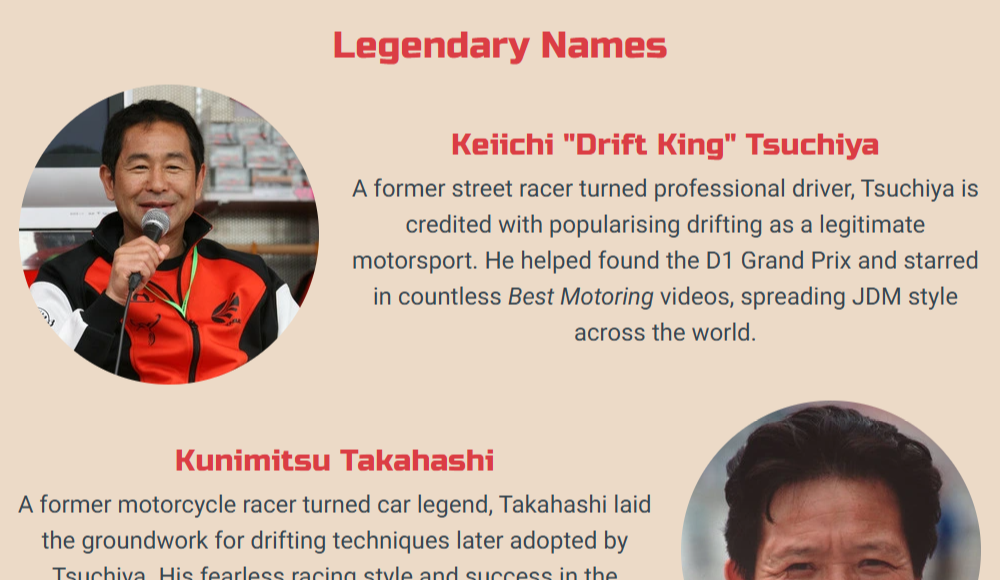 Legendary Names
Keiichi "Drift King" Tsuchiya
A former street racer turned professional driver, Tsuchiya is
credited with popularising drifting as a legitimate
motorsport. He helped found the D1 Grand Prix and starred
in countless Best Motoring videos, spreading JDM style
across the world.
Kunimitsu Takahashi
A former motorcycle racer turned car legend, Takahashi laid
the groundwork for drifting techniques later adopted by
Tsuchiya. His fearless racing style and success in the